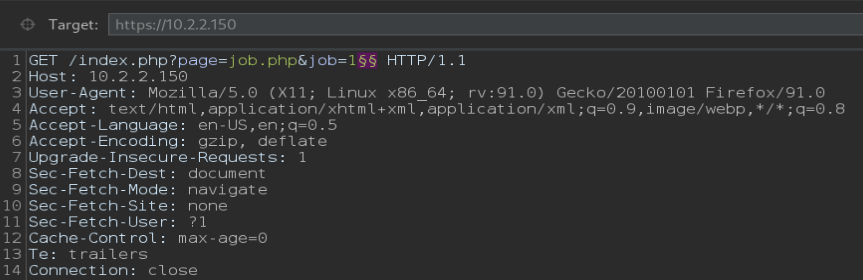 Target: https://10.2.2.150
1 GET /index.php?page=job.php&job=1§§ HTTP/1.1
2 Host: 10.2.2.150
3 User-Agent: Mozilla/5.0 (X11; Linux x86_64; rv:91.0) Gecko/20100101 Firefox/91.0
4 Accept: text/html,application/xhtml+xml,application/xml;q=0.9,image/webp,*/*;q=0.8
5 Accept-Language: en-US,en;q=0.5
6 Accept-Encoding: gzip, deflate
7 Upgrade-Insecure-Requests: 1
8 Sec-Fetch-Dest: document
9 Sec-Fetch-Mode: navigate
10 Sec-Fetch-Site: none
11 Sec-Fetch-User: ?1
12 Cache-Control: max-age=0
13 Te: trailers
14 Connection: close